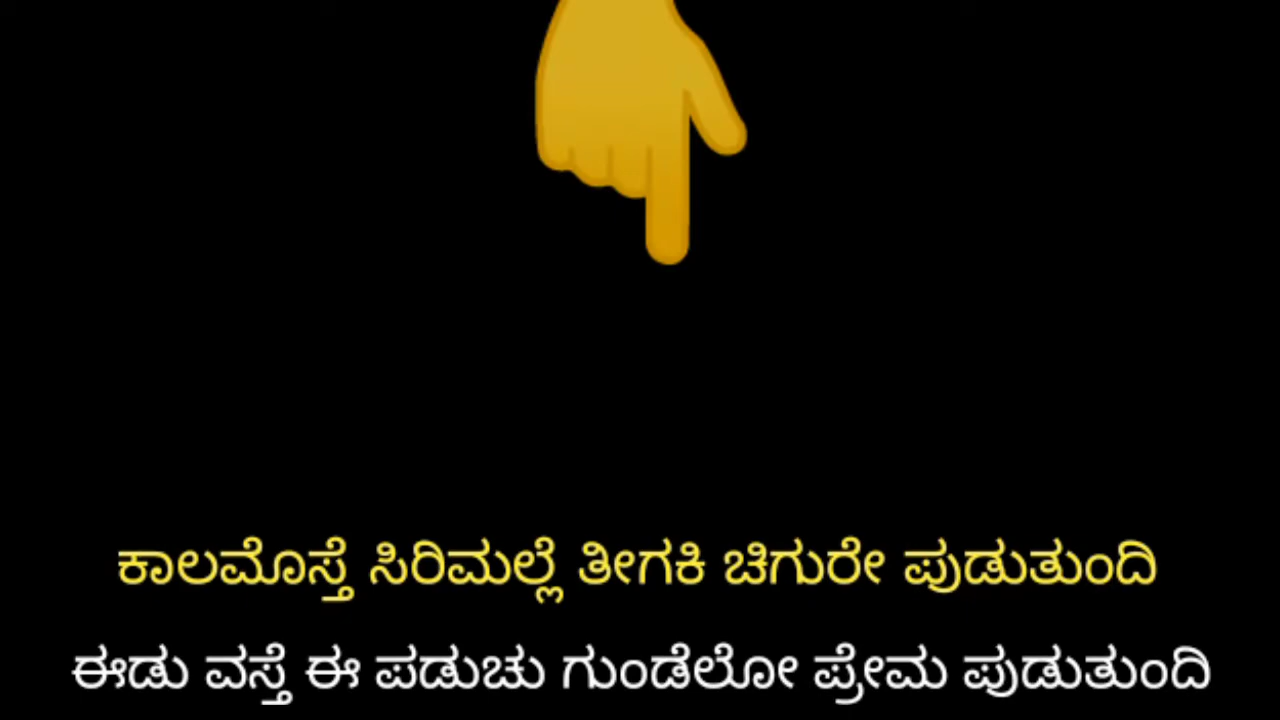 ಕಾಲಮೊಸ್ತೆ ಸಿರಿಮಲ್ಲೆ ತೀಗಕಿ ಚಿಗುರೇ ಪುಡುತುಂದಿ
ಈಡು ವಸ್ತೆ ಈ ಪಡುಚು ಗುಂಡೆಲೋ ಪ್ರೇಮ ಪುಡುತುಂದಿ